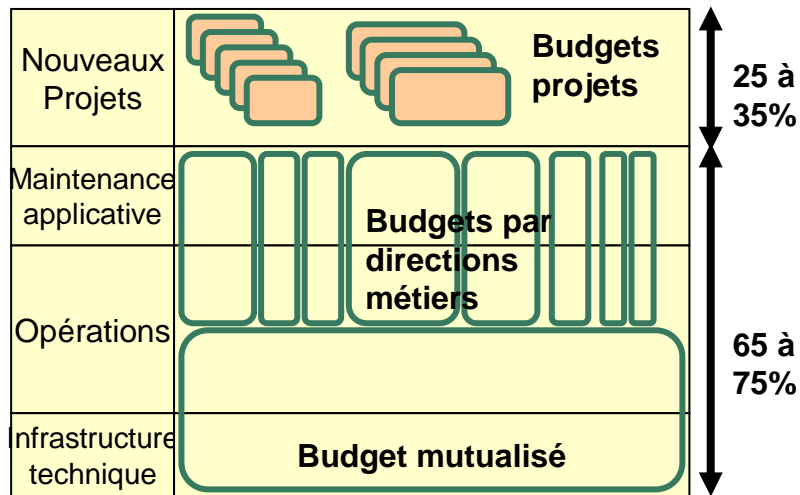 Nouveaux
Projets
Budgets
projets
25 à
35%
Maintenance
applicative
Budgets par
directions
métiers
Opérations
65 à
75%
Infrastructure
technique
Budget mutualisé